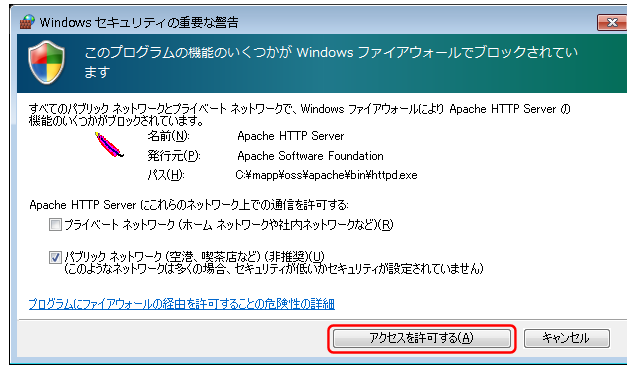 Windows セキュリティの重要な警告
このプログラムの機能のいくつかが Windows ファイアウォールでブロックされてい
ます
すべてのパブリック ネットワークとプライベート ネットワークで、Windows ファイアウォールにより Apache HTTP Server の
機能のいくつかがブロックされています。
名前(N): Apache HTTP Server
発行元(P): Apache Software Foundation
パス(H): C:¥mapp¥oss¥apache¥bin¥httpd.exe
Apache HTTP Server にこれらのネットワーク上での通信を許可する:
プライベート ネットワーク (ホーム ネットワークや社内ネットワークなど)(R)
パブリック ネットワーク (空港、喫茶店など) (非推奨)(U)
(このようなネットワークは多くの場合、セキュリティが低いかセキュリティが設定されていません)
プログラムにファイアウォールの経由を許可することの危険性の詳細
アクセスを許可する(A) キャンセル